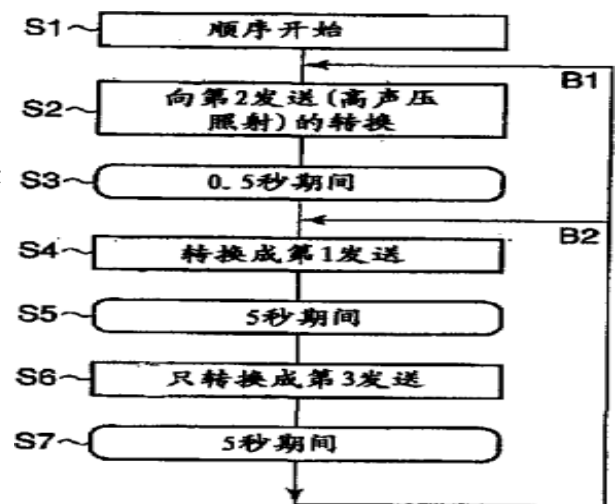 S1 顺序开始
B1
S2 向第2发送(高声压
照射)的转换
S3 0.5秒期间
B2
S4 转换成第1发送
S5 5秒期间
S6 只转换成第3发送
S7 5秒期间